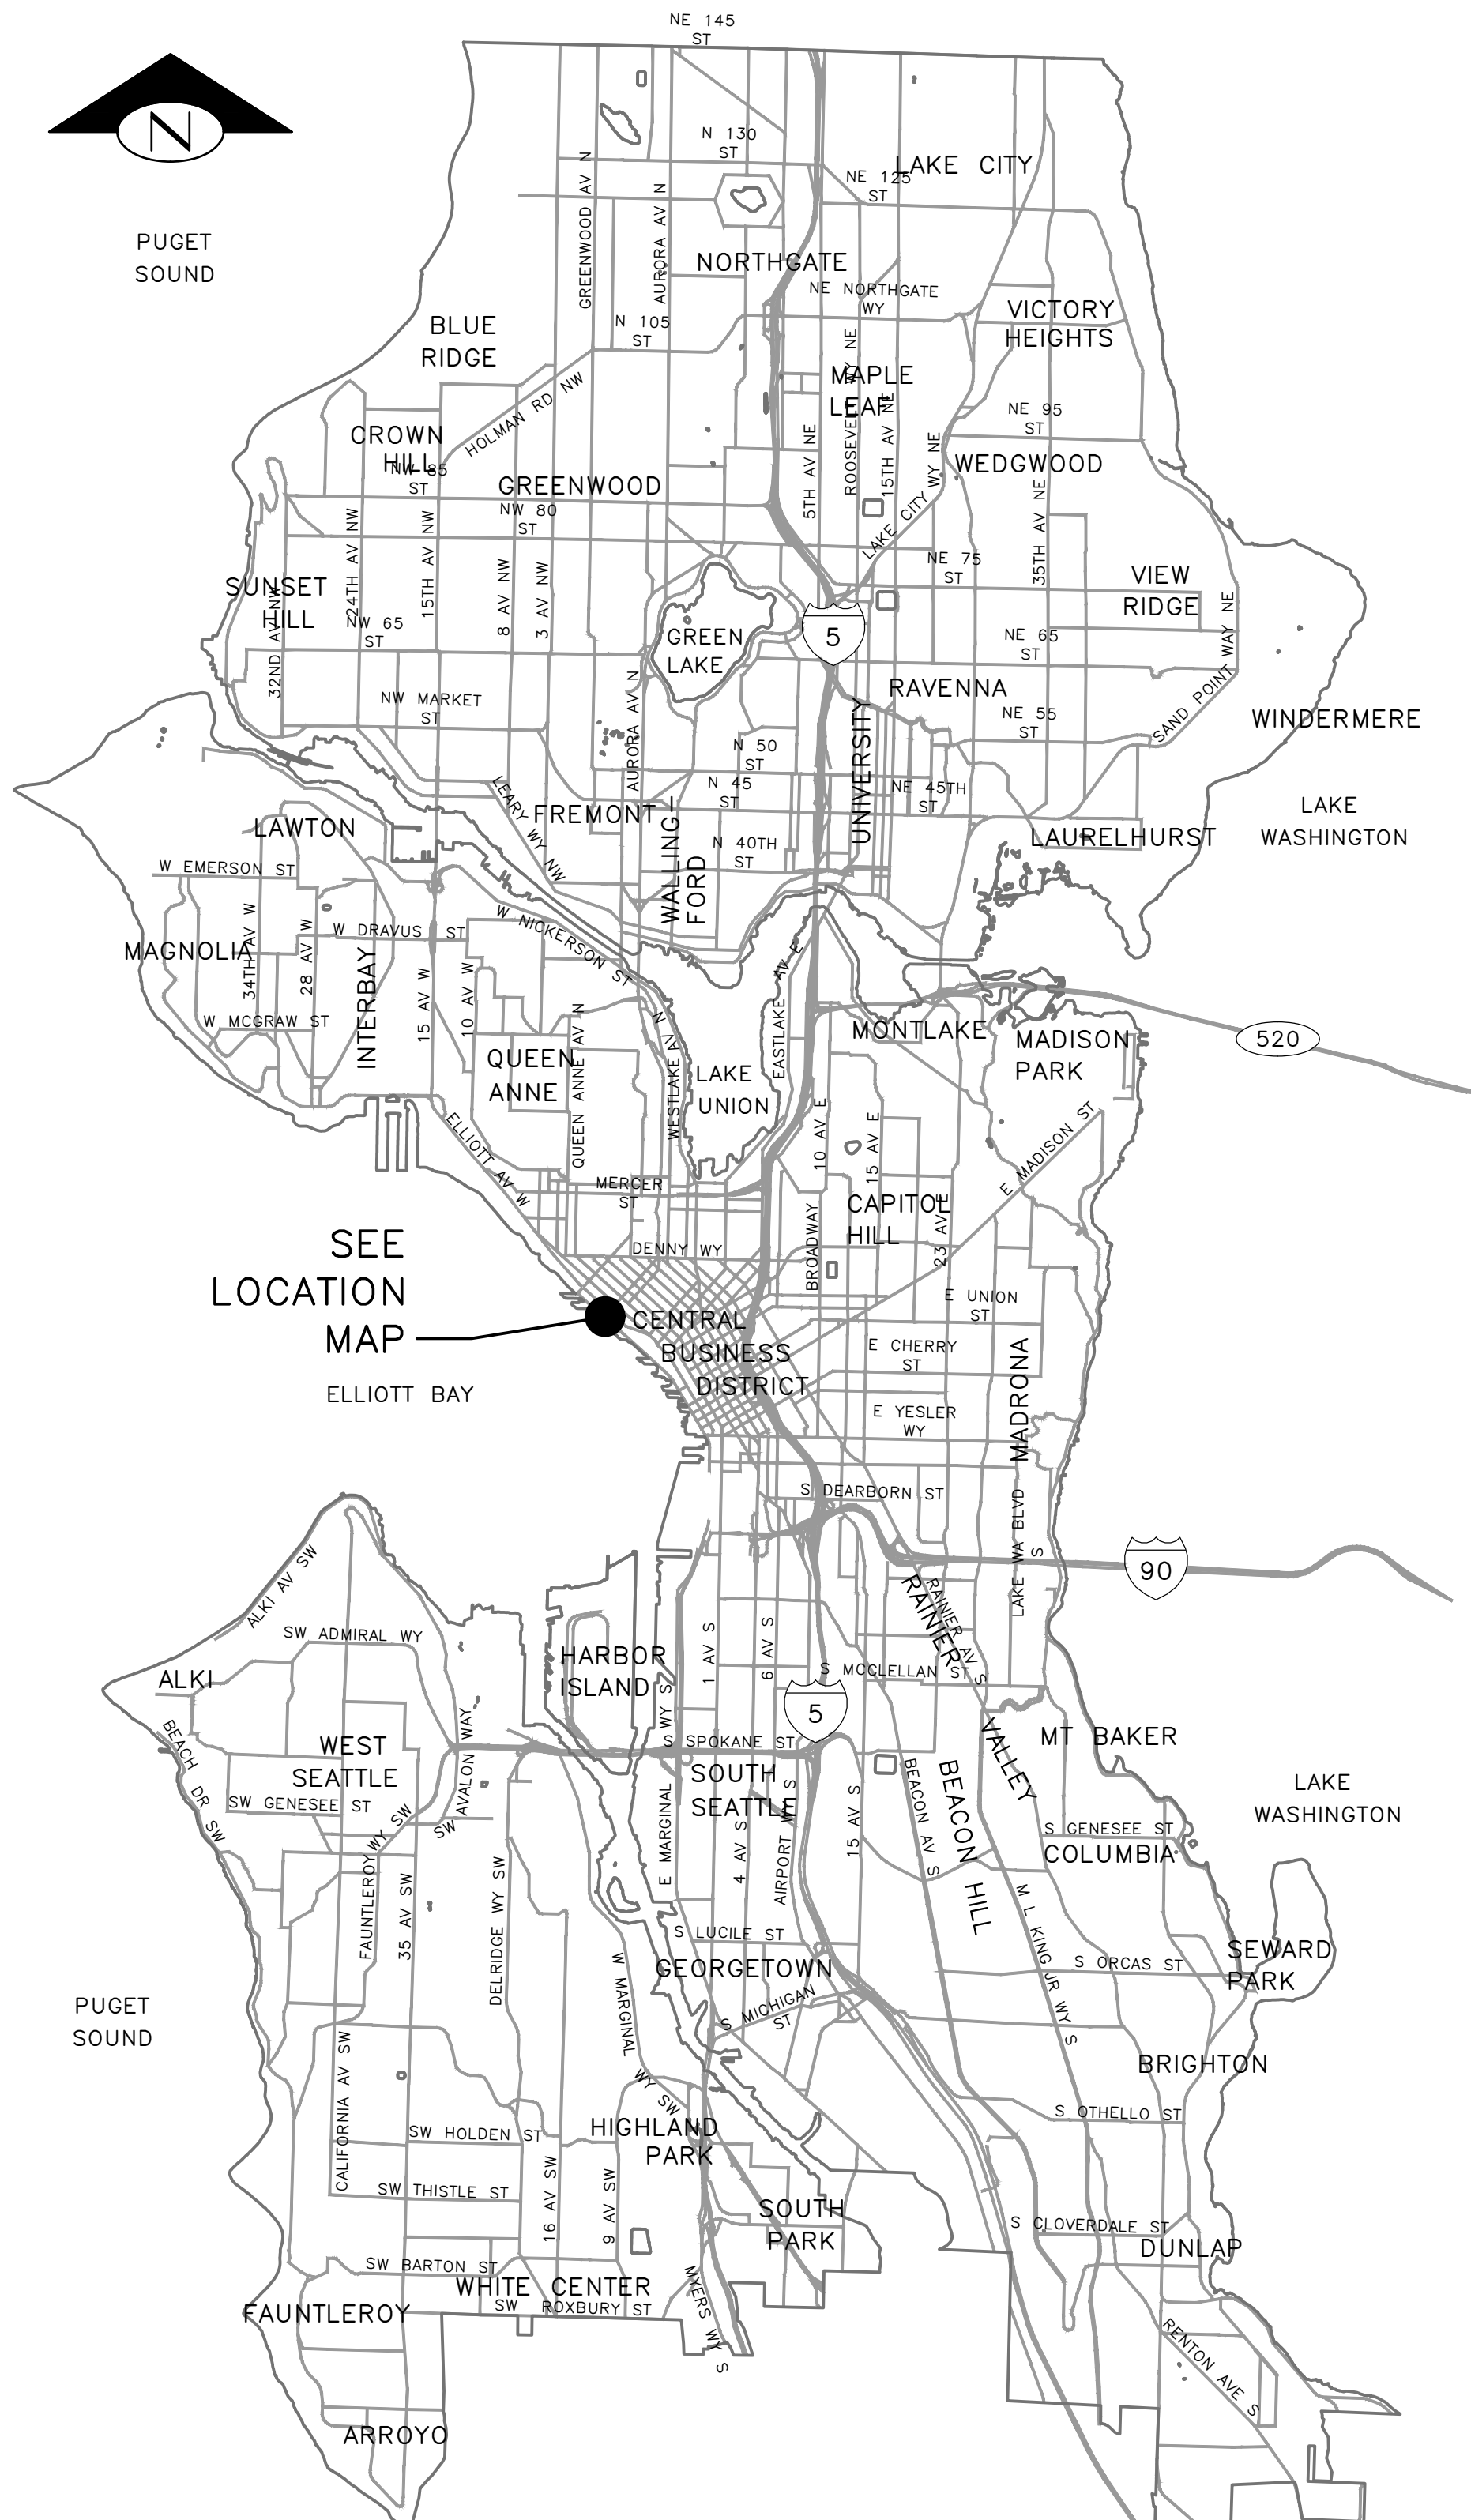 NE 145
ST
N
N 130
ST
LAKE CITY
NE 125
ST
GREENWOOD AV N
AURORA AV N
PUGET
SOUND
NORTHGATE
NE NORTHGATE
WY
VICTORY
HEIGHTS
BLUE
RIDGE
N 105
ST
ROOSEVELT WY NE
MAPLE
LEAF
HOLMAN RD NW
15TH AV NE
NE 95
ST
CROWN
HILL
NW 85
ST
5TH AV NE
LAKE CITY WY NE
WEDGWOOD
GREENWOOD
NW 80
ST
24TH AV NW
15TH AV NW
35TH AV NE
8 AV NW
3 AV NW
NE 75
ST
VIEW
RIDGE
SUNSET
HILL
32ND AV NW
NW 65
ST
GREEN
LAKE
5
NE 65
ST
SAND POINT WAY NE
RAVENNA
NW MARKET
ST
AURORA AV N
UNIVERSITY
NE 55
ST
WINDERMERE
N 50
ST
N 45
ST
NE 45TH
ST
LEARY WY NW
FREMONT
WALLING-
FORD
LAWTON
LAKE
WASHINGTON
LAURELHURST
N 40TH
ST
W EMERSON ST
34TH AV W
28 AV W
W DRAVUS ST
W NICKERSON ST
MAGNOLIA
INTERBAY
15 AV W
10 AV W
EASTLAKE AV E
W MCGRAW ST
QUEEN ANNE AV N
WESTLAKE AV N
MONTLAKE
MADISON
PARK
520
QUEEN
ANNE
LAKE
UNION
ELLIOTT AV W
10 AV E
15 AV E
E MADISON ST
MERCER
ST
CAPITOL
HILL
BROADWAY
23 AV E
SEE
LOCATION
MAP
DENNY WY
E UNION
ST
CENTRAL
BUSINESS
DISTRICT
E CHERRY
ST
MADRONA
ELLIOTT BAY
E YESLER
WY
S DEARBORN ST
LAKE WA BLVD S
90
ALKI AV SW
RAINIER AV S
RAINIER
VALLEY
SW ADMIRAL WY
HARBOR
ISLAND
1 AV S
6 AV S
S MCCLELLAN ST
ALKI
5
BEACH DR SW
WEST
SEATTLE
AVALON WAY
SW
S SPOKANE ST
MT BAKER
SOUTH
SEATTLE
BEACON
HILL
BEACON AV S
LAKE
WASHINGTON
SW GENESEE ST
E MARGINAL WY S
4 AV S
AIRPORT WY S
15 AV S
S GENESEE ST
COLUMBIA
FAUNTLEROY WY SW
35 AV SW
DELRIDGE WY SW
M L KING JR WY S
S LUCILE ST
GEORGETOWN
S ORCAS ST
SEWARD
PARK
W MARGINAL WY SW
S MICHIGAN
ST
PUGET
SOUND
CALIFORNIA AV SW
BRIGHTON
S OTHELLO ST
SW HOLDEN ST
HIGHLAND
PARK
SW THISTLE ST
16 AV SW
9 AV SW
SOUTH
PARK
S CLOVERDALE ST
DUNLAP
SW BARTON ST
WHITE CENTER
SW ROXBURY ST
MYERS WY S
FAUNTLEROY
RENTON AVE S
ARROYO